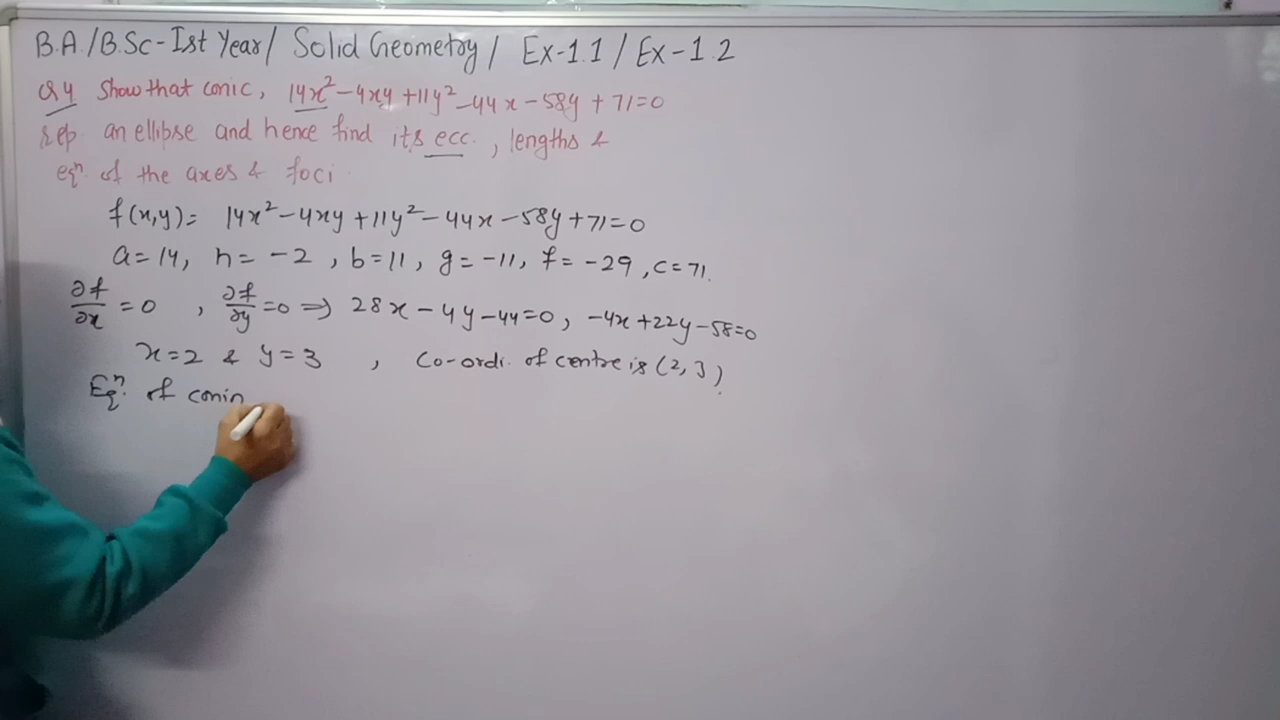 B.A/B.Sc-Ist Year/ Solid Geometry/ Ex-1.1/Ex-1.2
Q4 Show that conic, 14x²-4xy+11y²-44x-58y+71=0
rep. an ellipse and hence find its ecc., lengths &
eqⁿ. of the axes & foci.
f(x,y)= 14x²-4xy+11y²-44x-58y+71=0
a=14, h=-2, b=11, g=-11, f=-29, c=71.
∂f/∂x=0, ∂f/∂y=0⇒ 28x-4y-44=0, -4x+22y-58=0
x=2 & y=3, Co-ordi. of centre is (2,3).
Eqⁿ. of conin